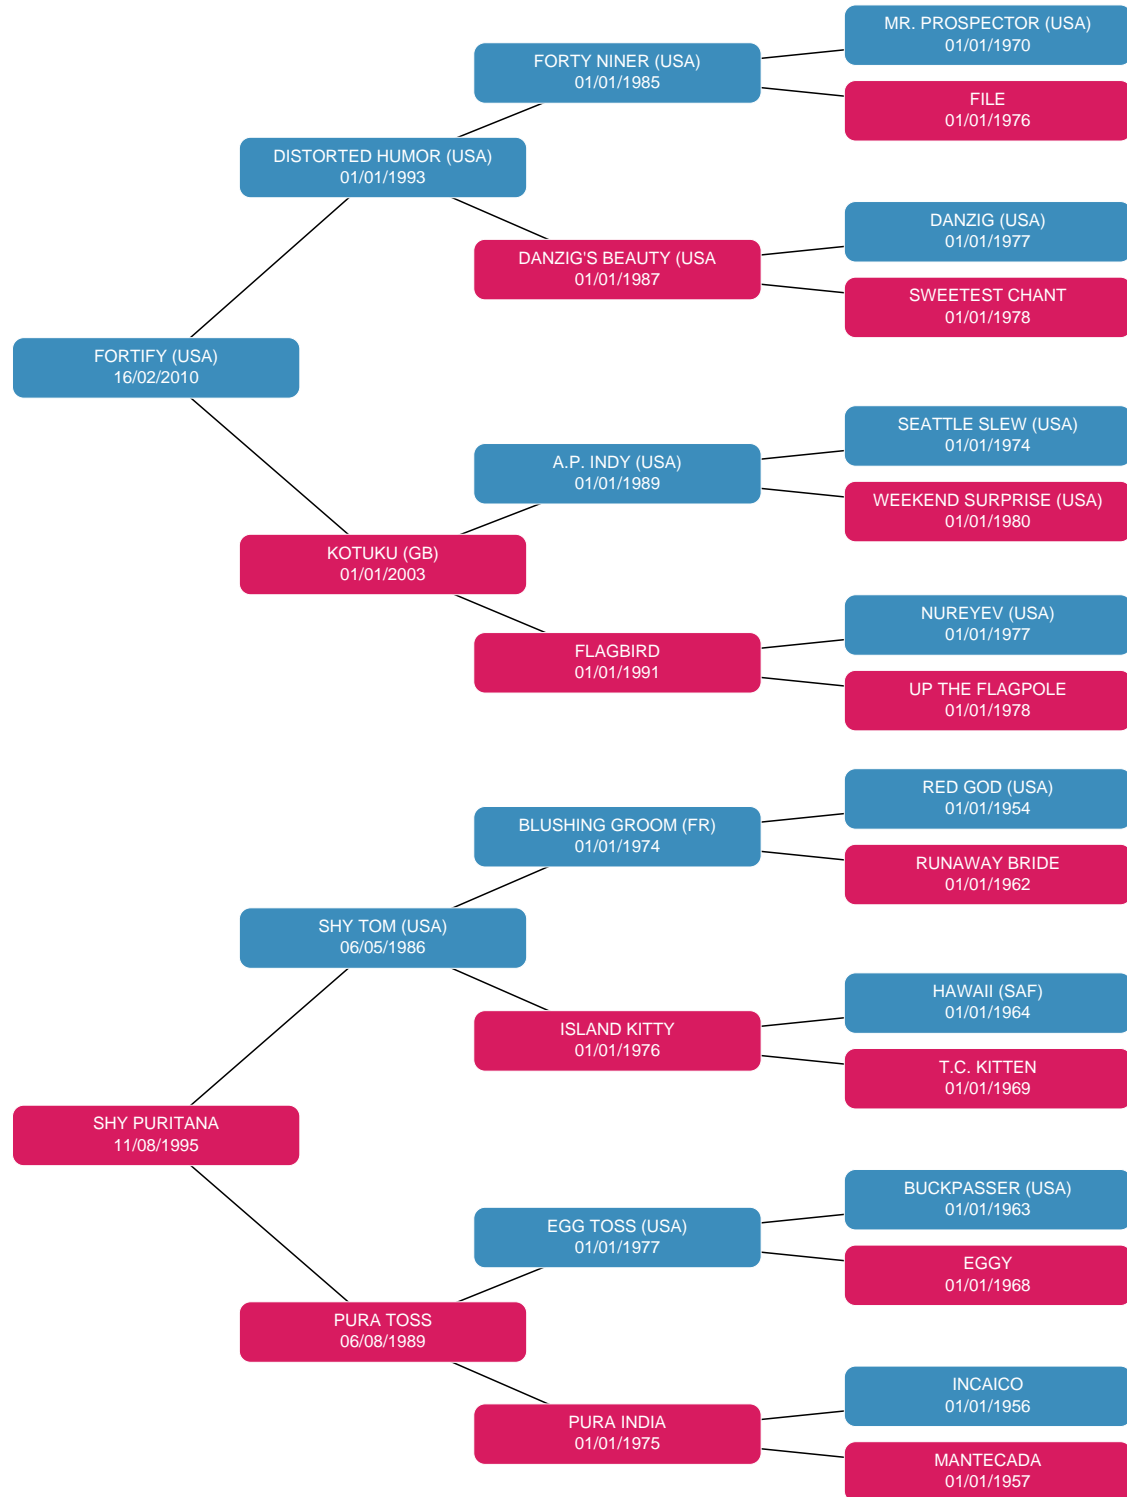 MR. PROSPECTOR (USA)
01/01/1970
FORTY NINER (USA)
01/01/1985
FILE
01/01/1976
DISTORTED HUMOR (USA)
01/01/1993
DANZIG (USA)
01/01/1977
DANZIG'S BEAUTY (USA
01/01/1987
SWEETEST CHANT
01/01/1978
FORTIFY (USA)
16/02/2010
SEATTLE SLEW (USA)
01/01/1974
A.P. INDY (USA)
01/01/1989
WEEKEND SURPRISE (USA)
01/01/1980
KOTUKU (GB)
01/01/2003
NUREYEV (USA)
01/01/1977
FLAGBIRD
01/01/1991
UP THE FLAGPOLE
01/01/1978
RED GOD (USA)
01/01/1954
BLUSHING GROOM (FR)
01/01/1974
RUNAWAY BRIDE
01/01/1962
SHY TOM (USA)
06/05/1986
HAWAII (SAF)
01/01/1964
ISLAND KITTY
01/01/1976
T.C. KITTEN
01/01/1969
SHY PURITANA
11/08/1995
BUCKPASSER (USA)
01/01/1963
EGG TOSS (USA)
01/01/1977
EGGY
01/01/1968
PURA TOSS
06/08/1989
INCAICO
01/01/1956
PURA INDIA
01/01/1975
MANTECADA
01/01/1957